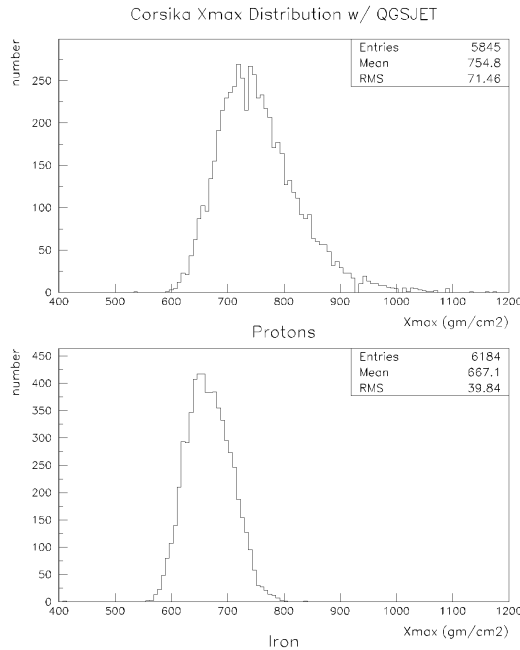 Corsika Xmax Distribution w/ QGSJET
number
Entries 5845
Mean 754.8
RMS 71.46
250
200
150
100
50
0
400 500 600 700 800 900 1000 1100 1200
Xmax (gm/cm2)
Protons
number
Entries 6184
Mean 667.1
RMS 39.84
450
400
350
300
250
200
150
100
50
0
400 500 600 700 800 900 1000 1100 1200
Xmax (gm/cm2)
Iron